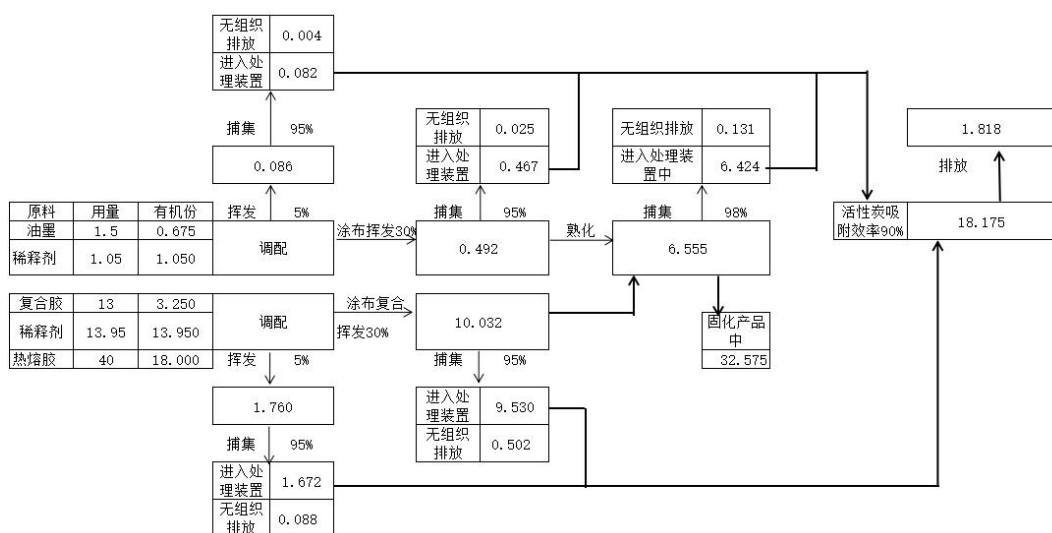 无组织排放 0.004
进入处理装置 0.082
捕集 95%
0.086
挥发 5%
无组织排放 0.025
进入处理装置 0.467
捕集 95%
无组织排放 0.131
进入处理装置中 6.424
捕集 98%
1.818
排放
原料 用量 有机份
油墨 1.5 0.675
稀释剂 1.05 1.050
调配
涂布挥发30%
0.492
熟化
6.555
活性炭吸附效率90% 18.175
复合胶 13 3.250
稀释剂 13.95 13.950
热熔胶 40 18.000
调配
涂布复合
挥发30%
10.032
固化产品中
32.575
挥发 5%
1.760
捕集 95%
捕集 95%
进入处理装置 9.530
无组织排放 0.502
进入处理装置 1.672
无组织排放 0.088